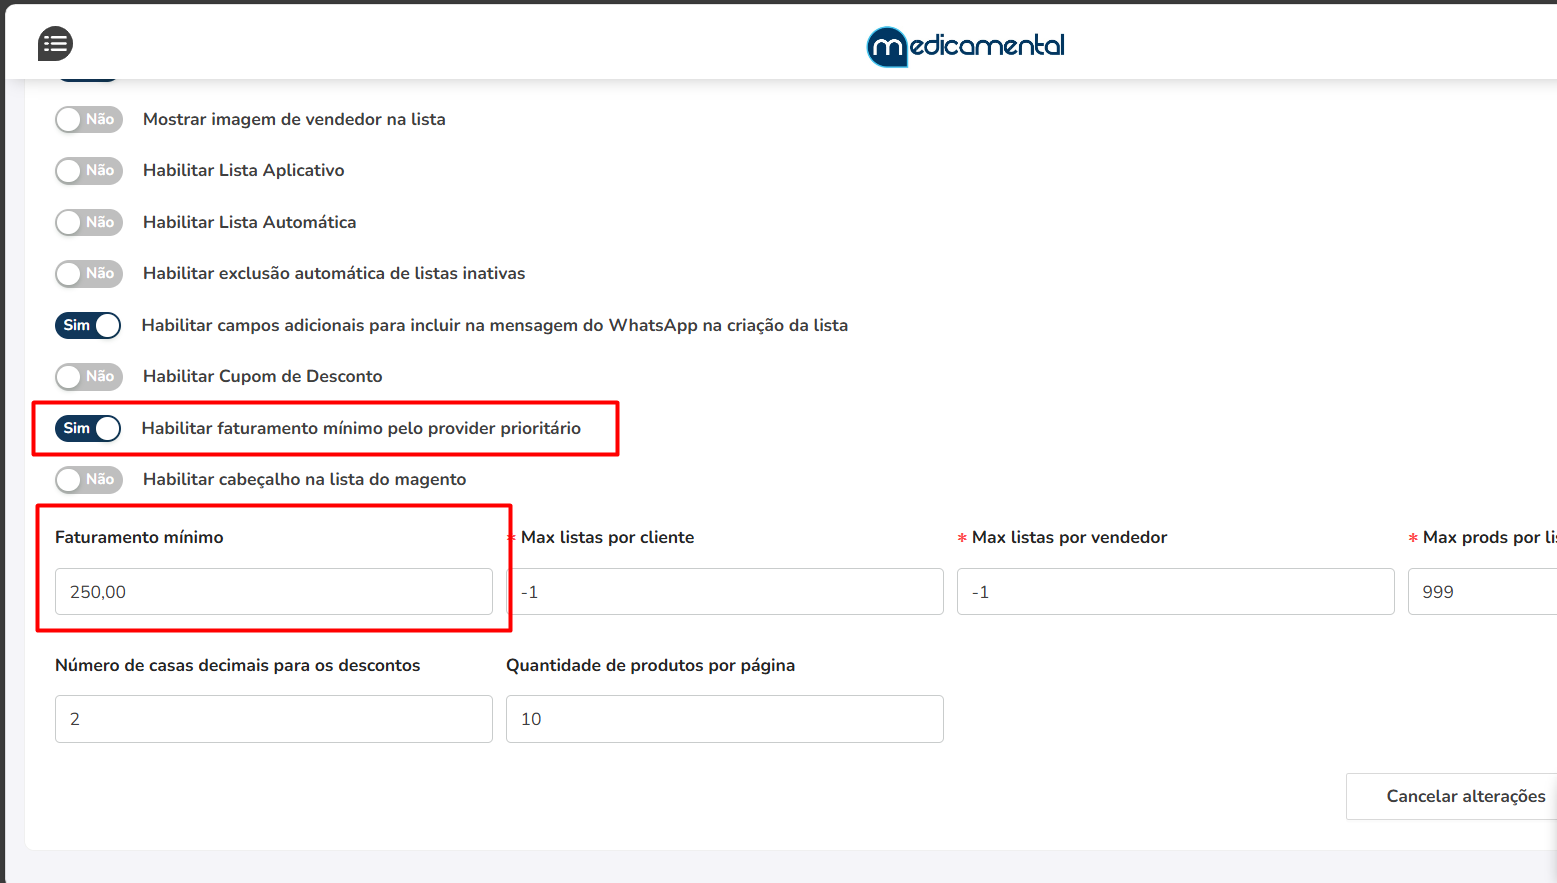 medicamental
Não Mostrar imagem de vendedor na lista
Não Habilitar Lista Aplicativo
Não Habilitar Lista Automática
Não Habilitar exclusão automática de listas inativas
Sim Habilitar campos adicionais para incluir na mensagem do WhatsApp na criação da lista
Não Habilitar Cupom de Desconto
Sim Habilitar faturamento mínimo pelo provider prioritário
Não Habilitar cabeçalho na lista do magento
Faturamento mínimo * Max listas por cliente * Max listas por vendedor * Max prods por
250,00 -1 -1 999
Número de casas decimais para os descontos Quantidade de produtos por página
2 10
Cancelar alterações